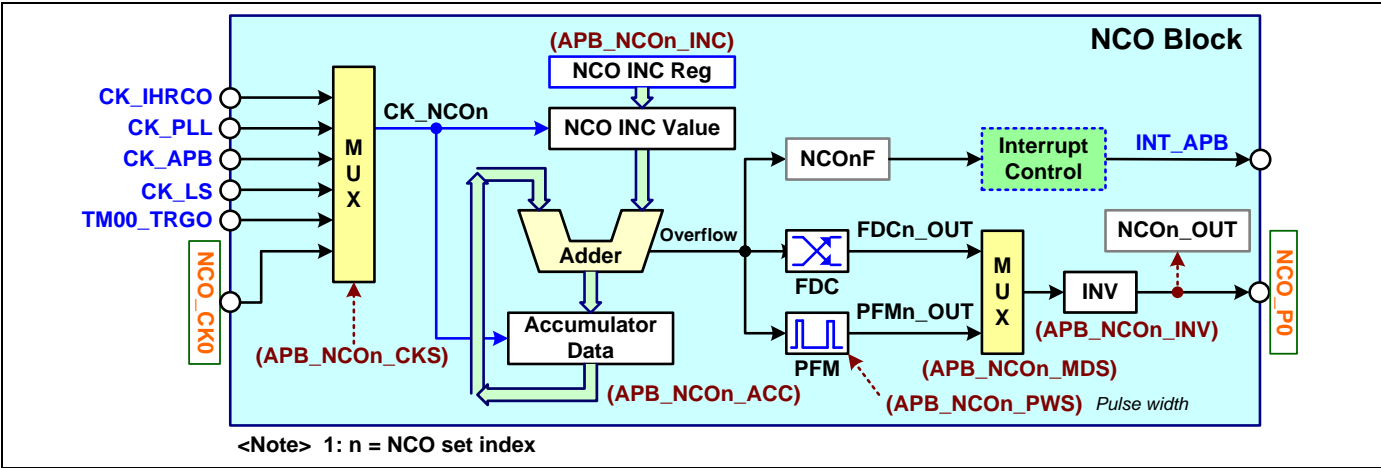 NCO Block
(APB_NCOn_INC)
NCO INC Reg
CK_IHRCO
CK_PLL
CK_APB
CK_LS
TM00_TRGO
NCO_CK0
MUX
CK_NCOn
NCO INC Value
NCOnF
Interrupt
Control
INT_APB
Adder
Overflow
FDCn_OUT
FDC
MUX
NCOn_OUT
INV
NCO_P0
Accumulator
Data
PFMn_OUT
PFM
(APB_NCOn_INV)
(APB_NCOn_CKS)
(APB_NCOn_MDS)
(APB_NCOn_ACC)
(APB_NCOn_PWS) Pulse width
<Note> 1: n = NCO set index